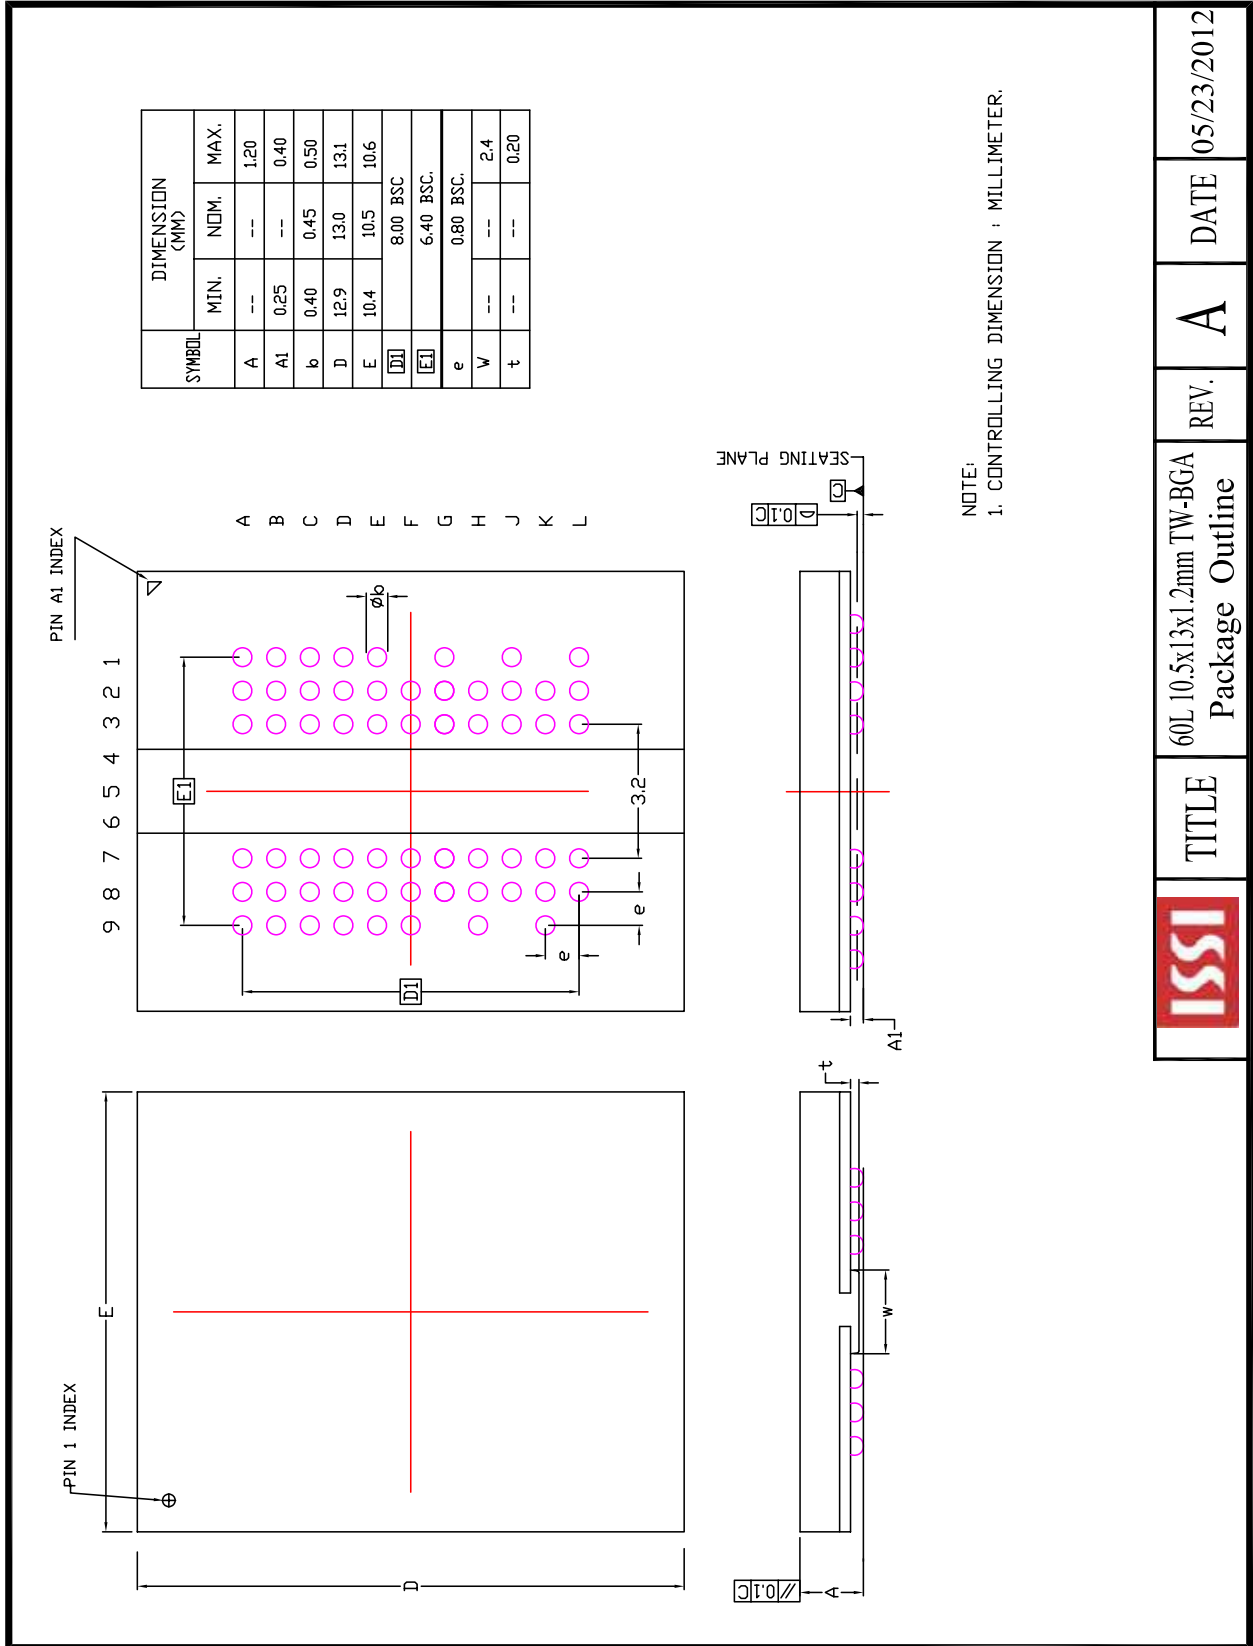 PIN 1 INDEX
E
D
PIN A1 INDEX
1 2 3 4 5 6 7 8 9
A
B
C
D
E
F
G
H
J
K
L
E1
D1
Øb
3.2
e
e
SYMBOL DIMENSION (MM)
MIN. NOM. MAX.
A -- -- 1.20
A1 0.25 -- 0.40
b 0.40 0.45 0.50
D 12.9 13.0 13.1
E 10.4 10.5 10.6
D1 8.00 BSC
E1 6.40 BSC.
e 0.80 BSC.
W -- -- 2.4
t -- -- 0.20
// 0.1 C
A
w
t
A1
0.1 C
C
SEATING PLANE
NOTE:
1. CONTROLLING DIMENSION : MILLIMETER.
ISSI
TITLE
60L 10.5x13x1.2mm TW-BGA
Package Outline
REV.
A
DATE
05/23/2012